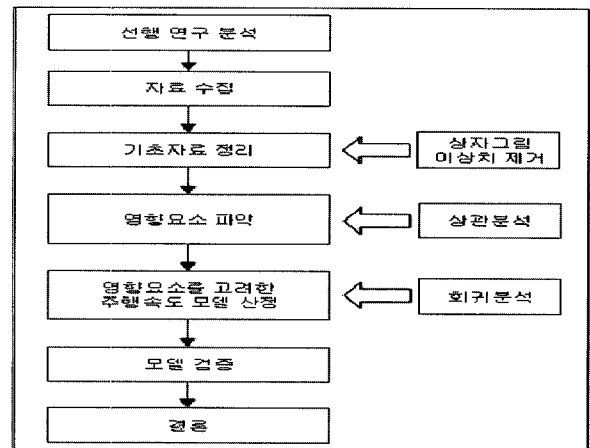 선행 연구 분석
자료 수집
기초자료 정리
상자그림
이상치 제거
영향요소 파악
상관분석
영향요소를 고려한
주행속도 모델 산정
회귀분석
모델 검증
결론